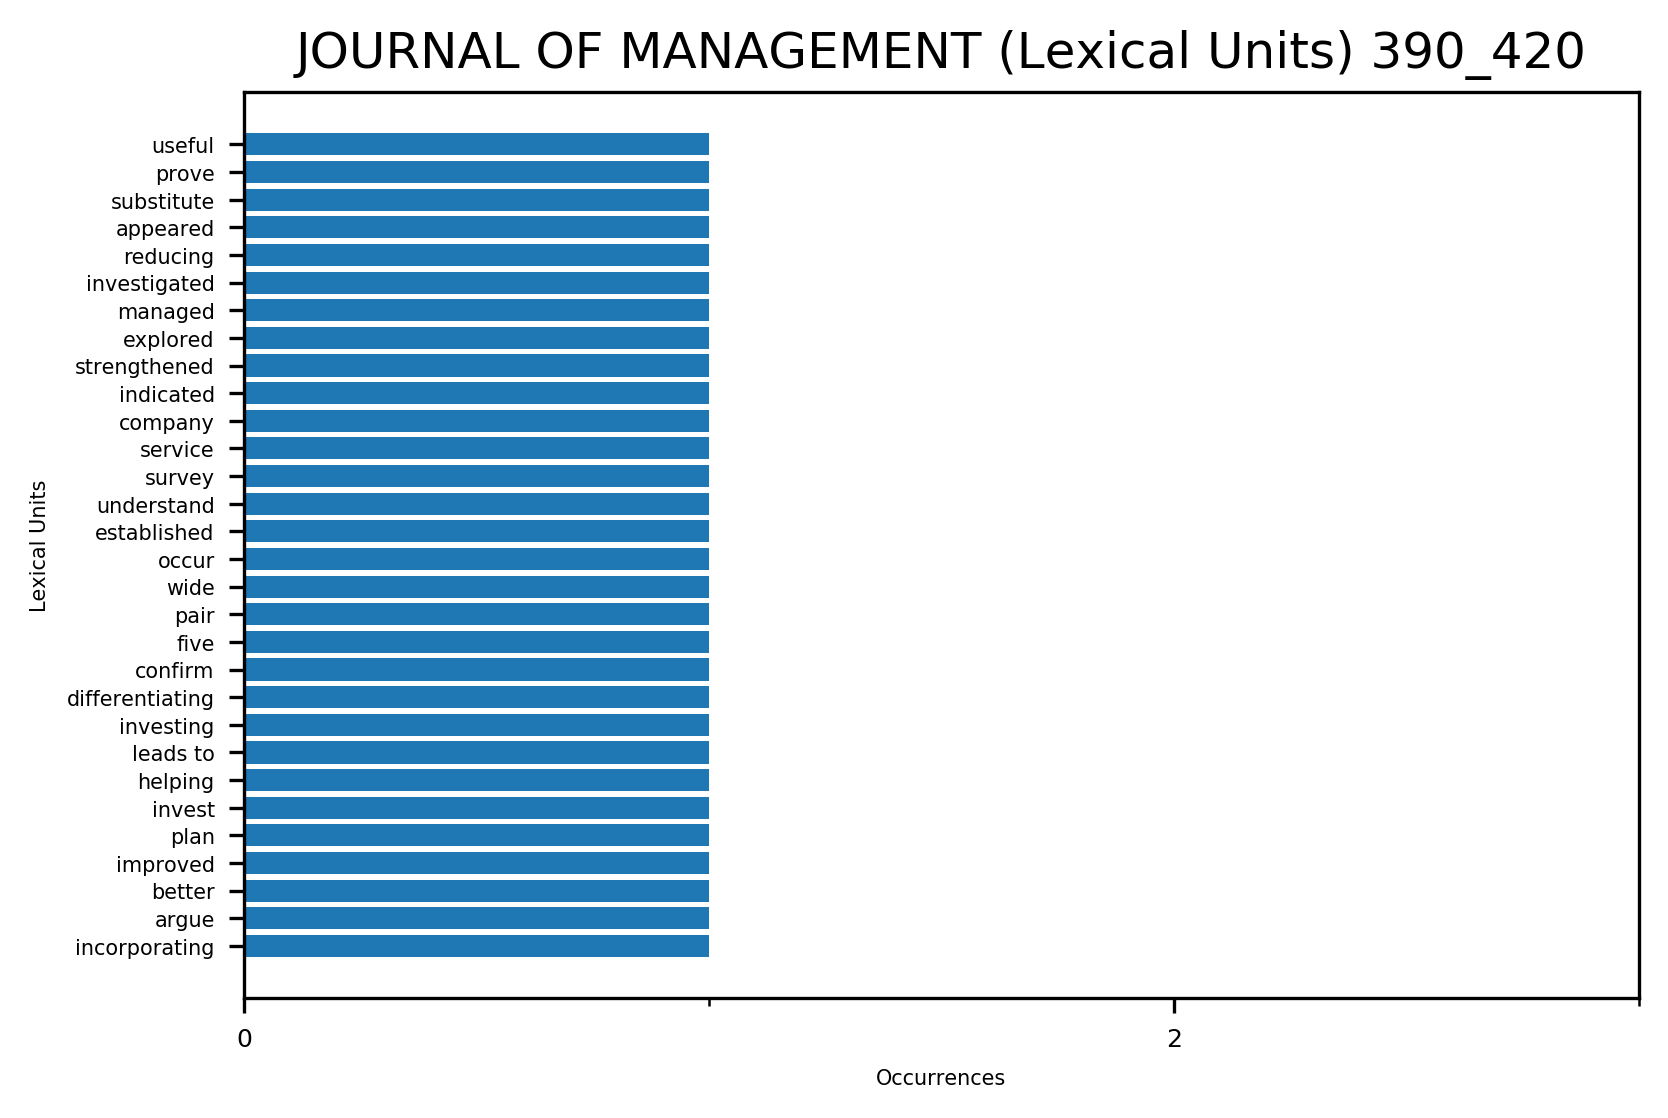 JOURNAL OF MANAGEMENT (Lexical Units) 390_420
useful
prove
substitute
appeared
reducing
investigated
managed
explored
strengthened
indicated
company
service
survey
understand
established
occur
wide
pair
five
confirm
differentiating
investing
leads to
helping
invest
plan
improved
better
argue
incorporating
Lexical Units
0
2
Occurrences